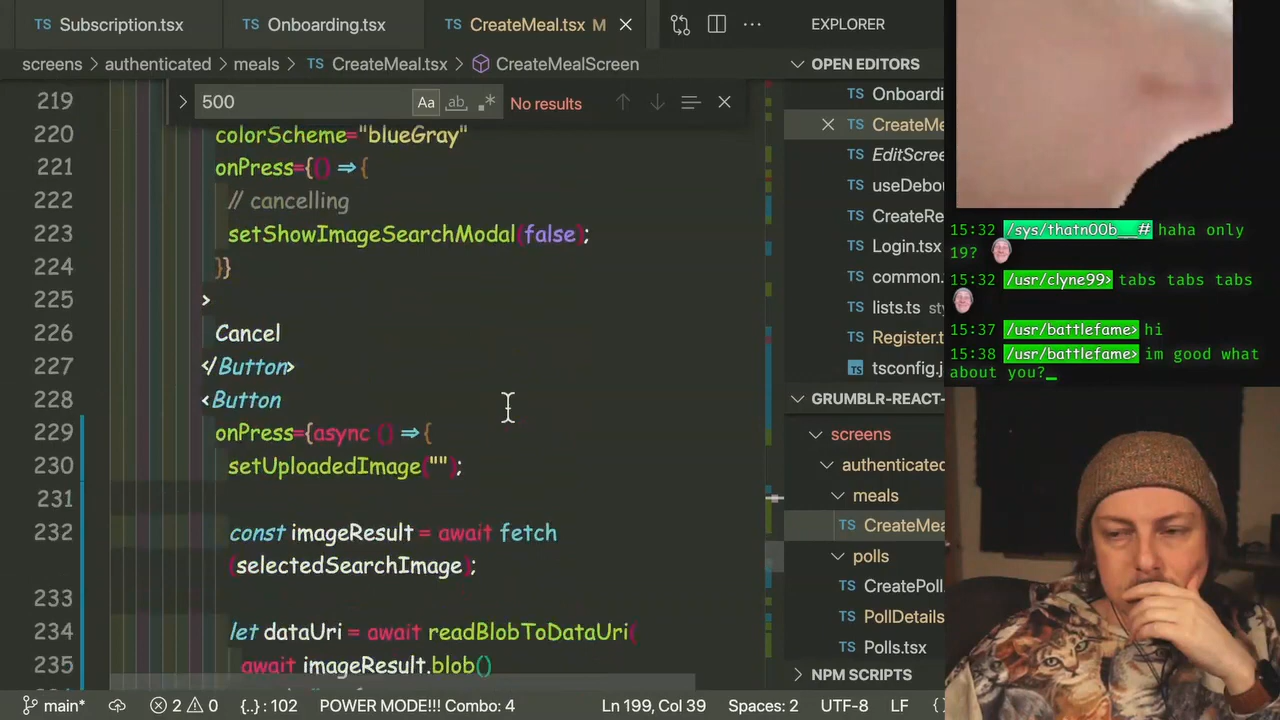 TS Subscription.tsx
TS Onboarding.tsx
TS CreateMeal.tsx M
EXPLORER
screens > authenticated > meals > TS CreateMeal.tsx > CreateMealScreen
500
Aa
ab
No results
219
220 colorScheme="blueGray"
221 onPress={() => {
222 // cancelling
223 setShowImageSearchModal(false);
224 }}
225 >
226 Cancel
227 </Button>
228 <Button
229 onPress={async () => {
230 setUploadedImage("");
231
232 const imageResult = await fetch
(selectedSearchImage);
233
234 let dataUri = await readBlobToDataUri(
235 await imageResult.blob()
OPEN EDITORS
TS Onboardi
TS CreateMe
TS EditScree
TS useDebou
TS CreateRe
TS Login.tsx
TS common.
TS lists.ts sty
TS Register.t
tsconfig.j
GRUMBLR-REACT-
screens
authenticated
meals
TS CreateMea
polls
TS CreatePoll.
TS PollDetails
TS Polls.tsx
NPM SCRIPTS
15:32 /sys/thatn00b__# haha only
19?
15:32 /usr/clyne99> tabs tabs tabs
15:37 /usr/battlefame> hi
15:38 /usr/battlefame> im good what
about you?_
main*
2
0
{..} : 102
POWER MODE!!! Combo: 4
Ln 199, Col 39
Spaces: 2
UTF-8
LF